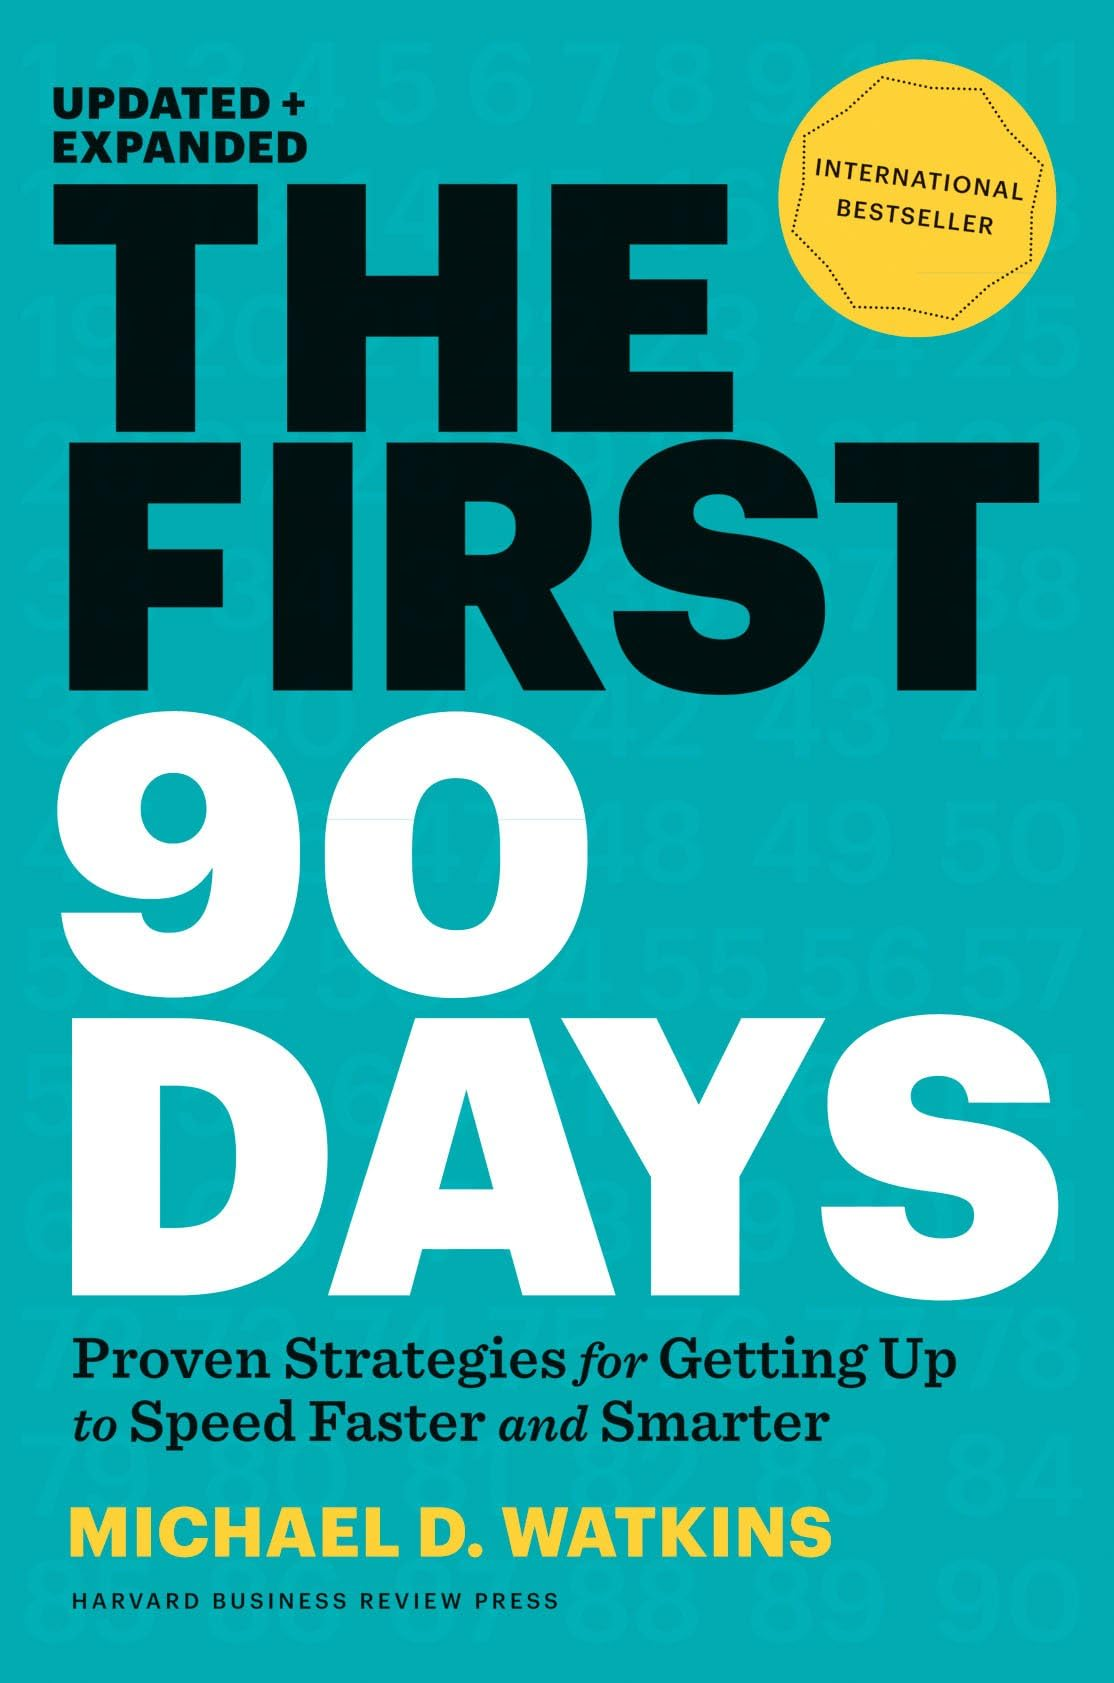 UPDATED +
EXPANDED
THE
FIRST
90
DAYS
INTERNATIONAL
BESTSELLER
Proven Strategies for Getting Up
to Speed Faster and Smarter
MICHAEL D. WATKINS
HARVARD BUSINESS REVIEW PRESS